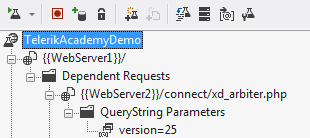 TelerikAcademyDemo
{{WebServer1}}/
Dependent Requests
{{WebServer2}}/connect/xd_arbiter.php
QueryString Parameters
version=25